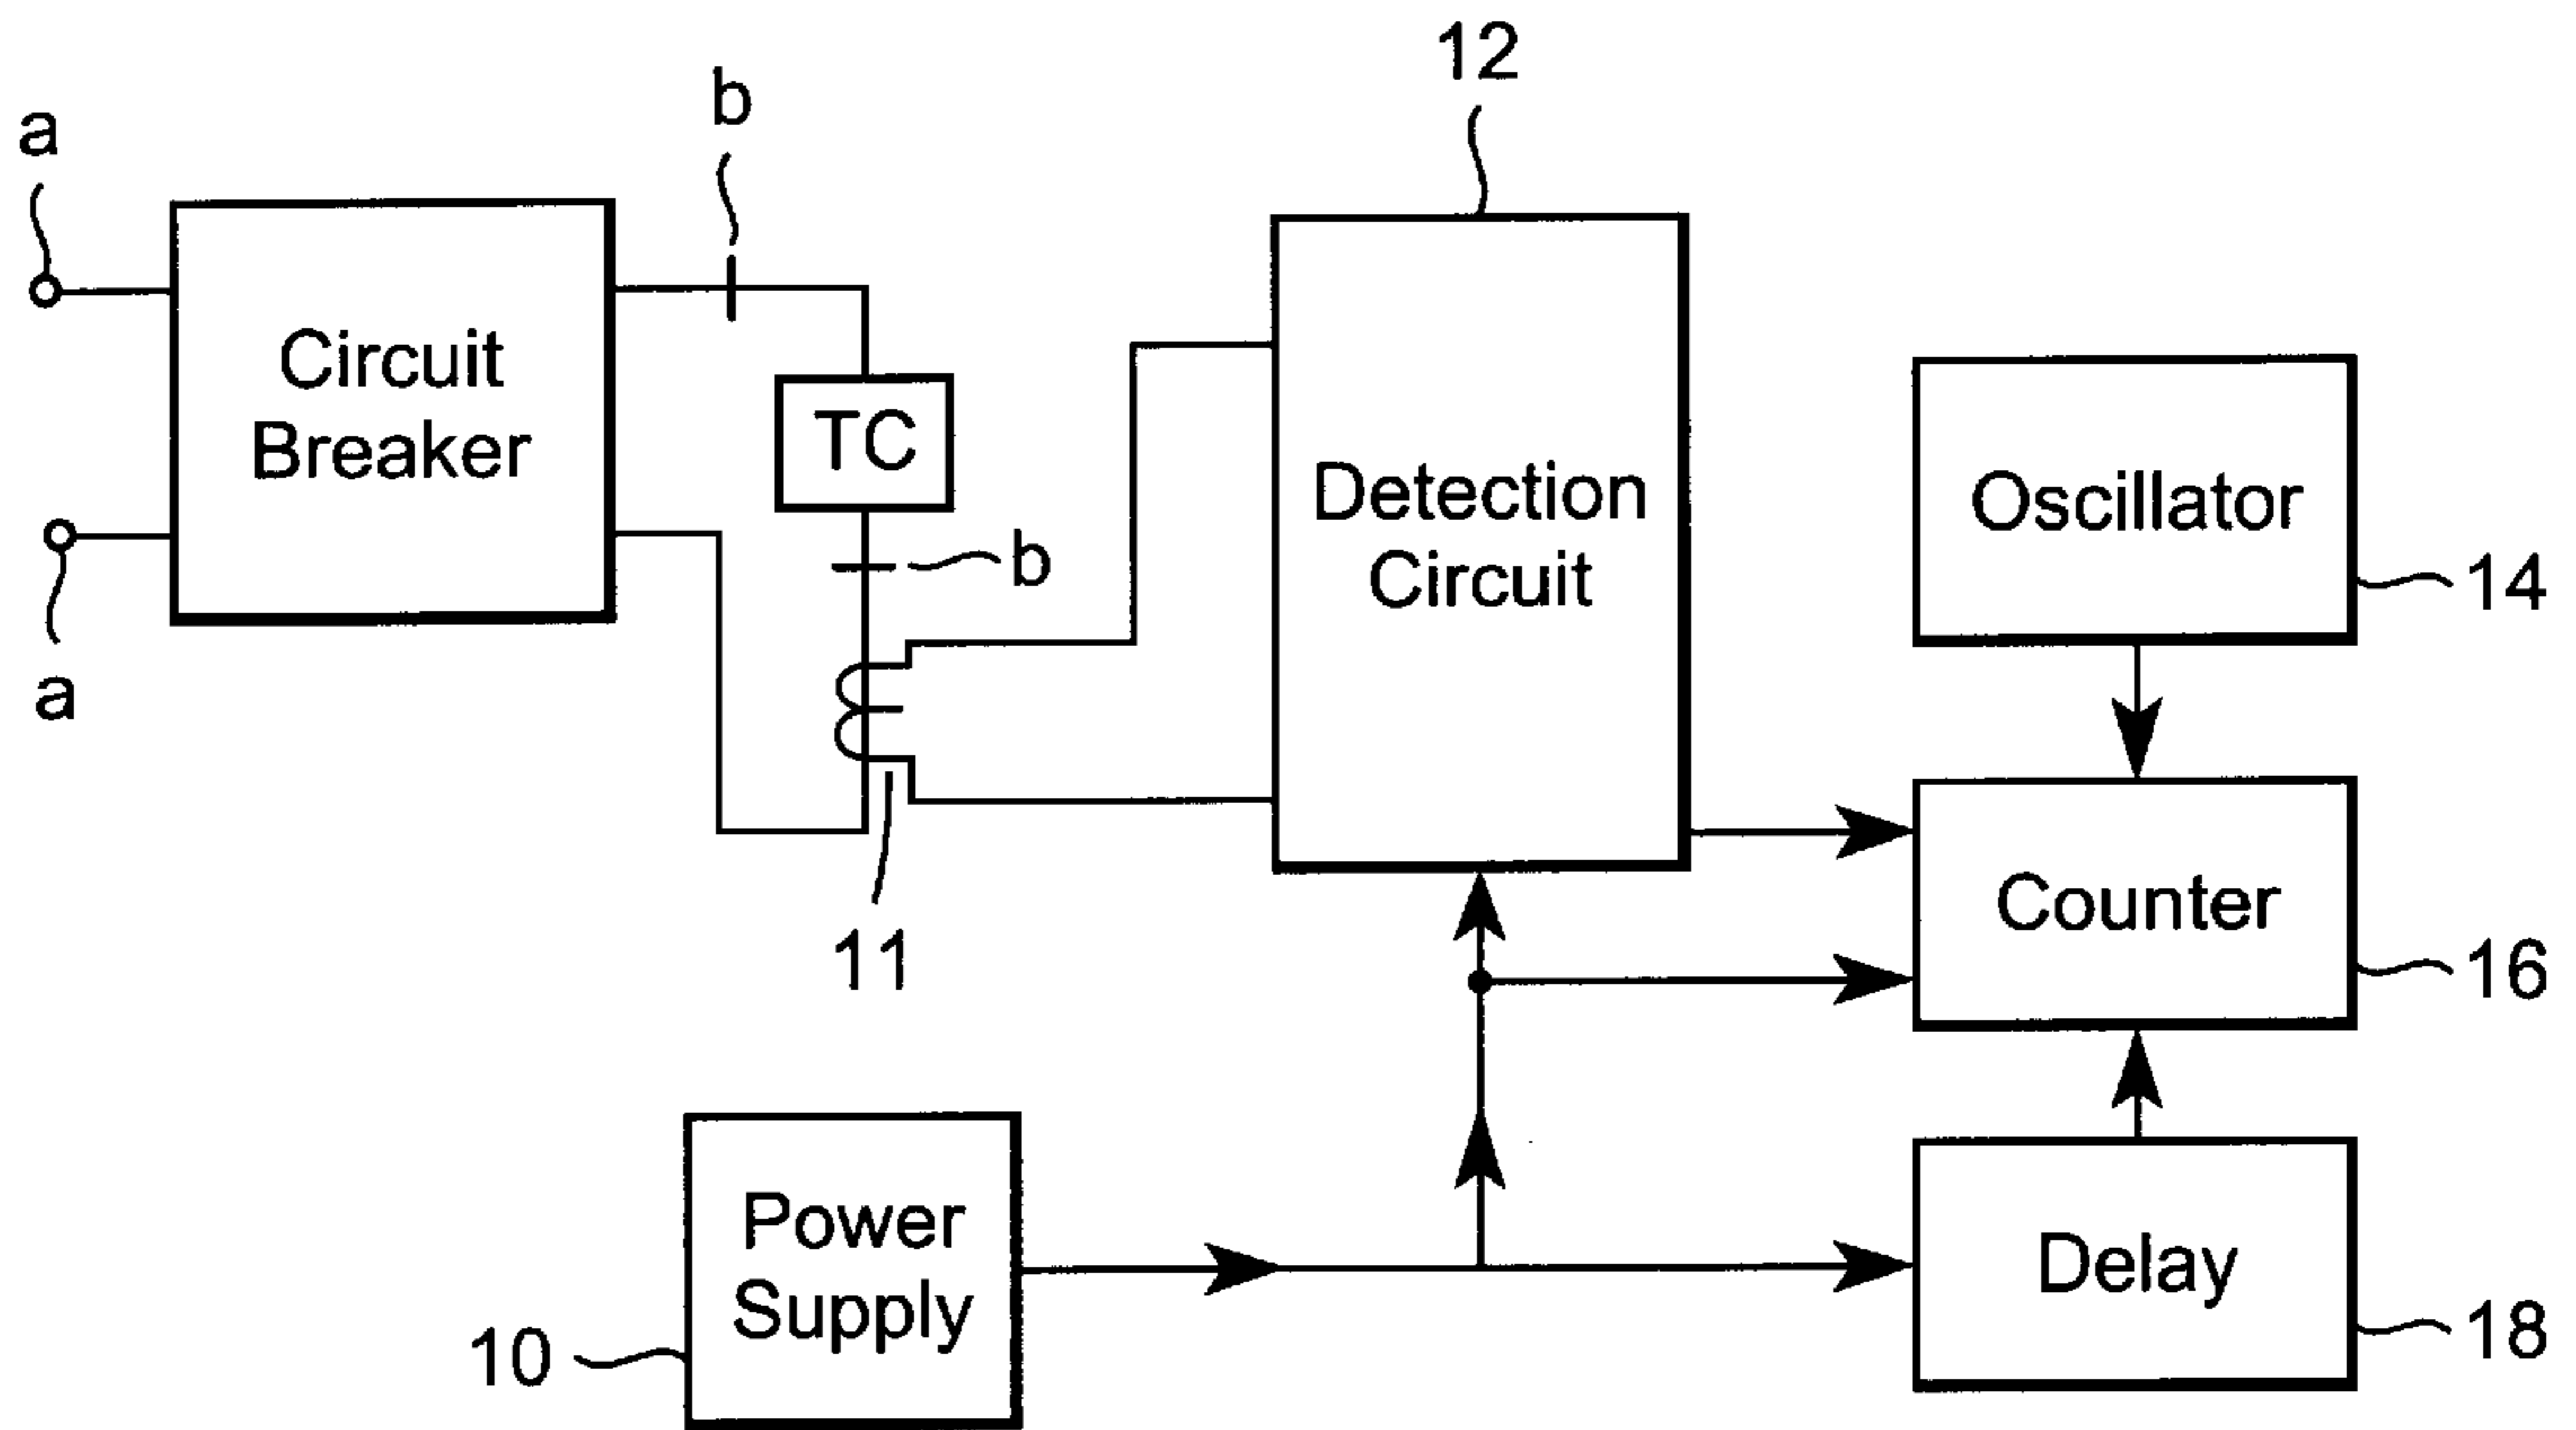 12
b
a
Circuit
Breaker
TC
Detection
Circuit
Oscillator
b
14
a
Counter
11
16
Power
Supply
Delay
10
18